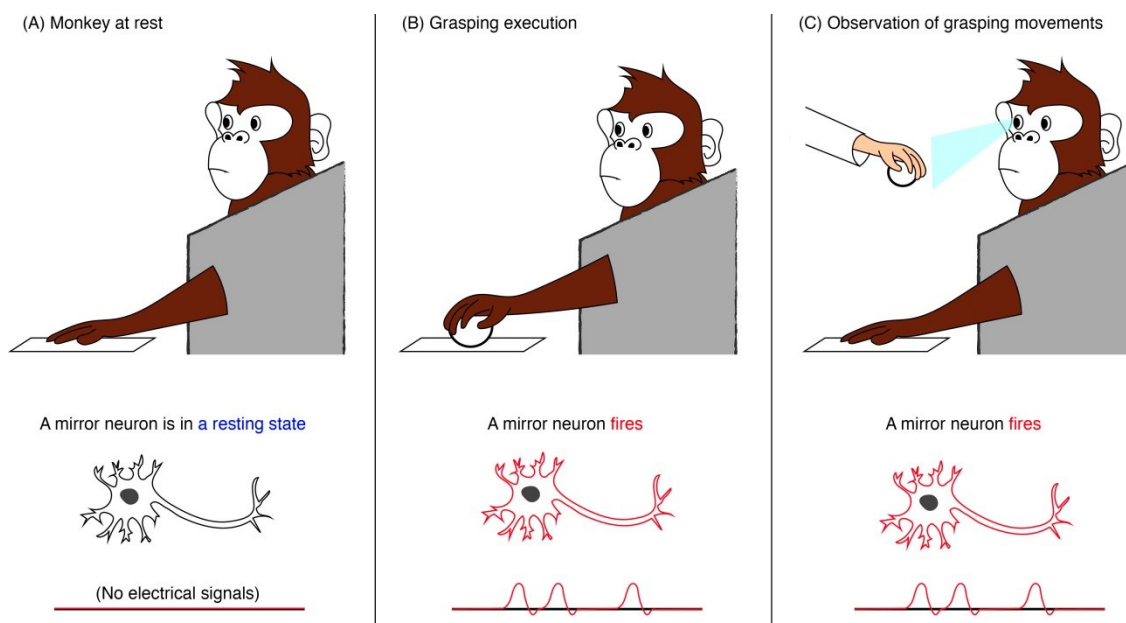 (A) Monkey at rest
A mirror neuron is in a resting state
(No electrical signals)
(B) Grasping execution
A mirror neuron fires
(C) Observation of grasping movements
A mirror neuron fires